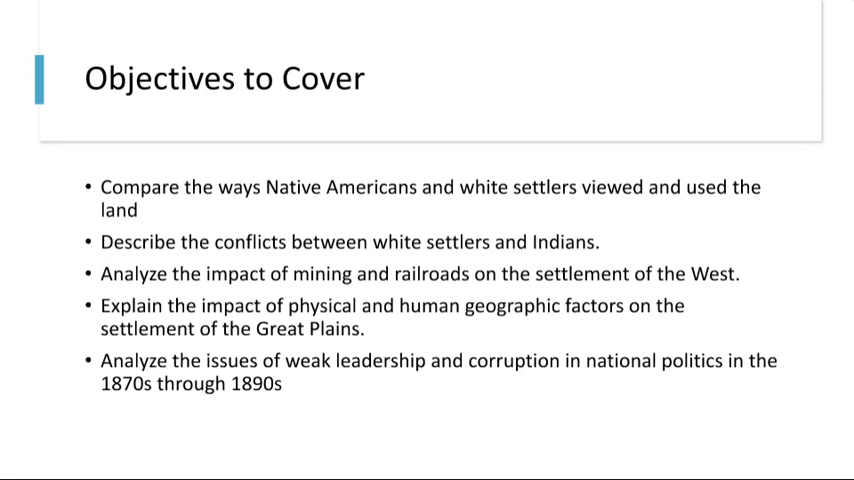 Objectives to Cover
• Compare the ways Native Americans and white settlers viewed and used the
land
• Describe the conflicts between white settlers and Indians.
• Analyze the impact of mining and railroads on the settlement of the West.
• Explain the impact of physical and human geographic factors on the
settlement of the Great Plains.
• Analyze the issues of weak leadership and corruption in national politics in the
1870s through 1890s